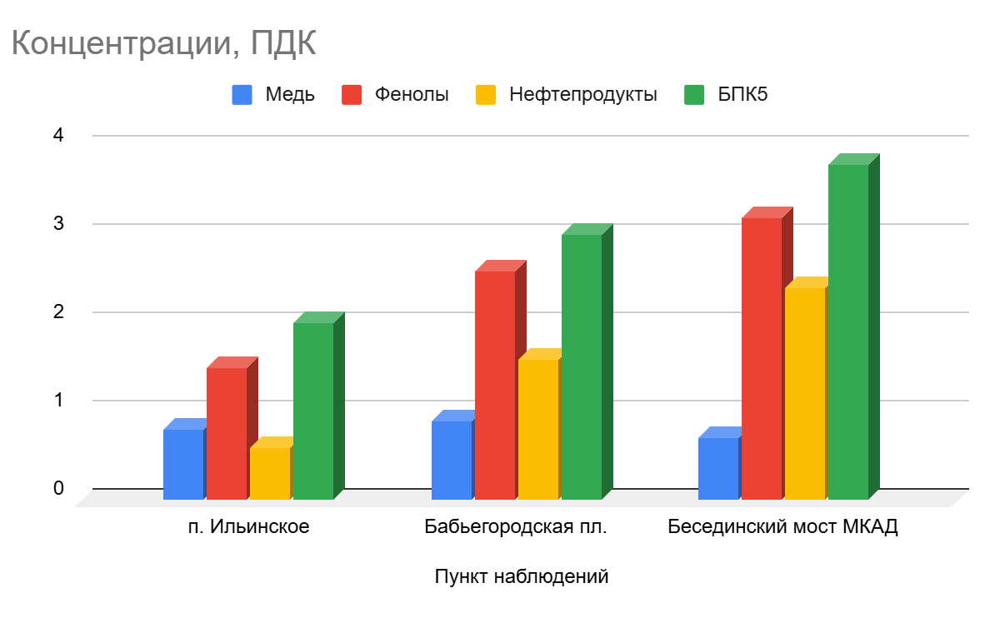 Концентрации, ПДК
Медь Фенолы Нефтепродукты БПК5
4
3
2
1
0
п. Ильинское Бабьегородская пл. Бесединский мост МКАД
Пункт наблюдений